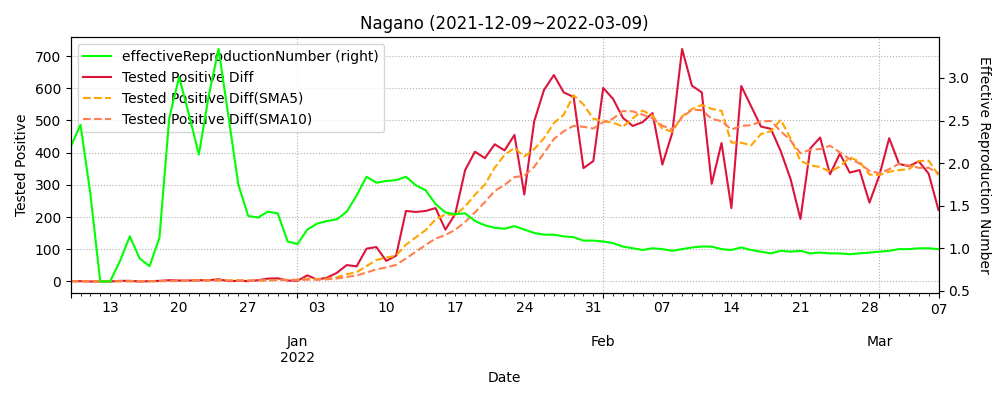 Nagano (2021-12-09~2022-03-09)
effectiveReproductionNumber (right)
Tested Positive Diff
Tested Positive Diff(SMA5)
Tested Positive Diff(SMA10)
Tested Positive
700
600
500
400
300
200
100
0
Effective Reproduction Number
3.0
2.5
2.0
1.5
1.0
0.5
13 20 27 03 10 17 24 31 07 14 21 28 07
Jan Feb Mar
2022
Date